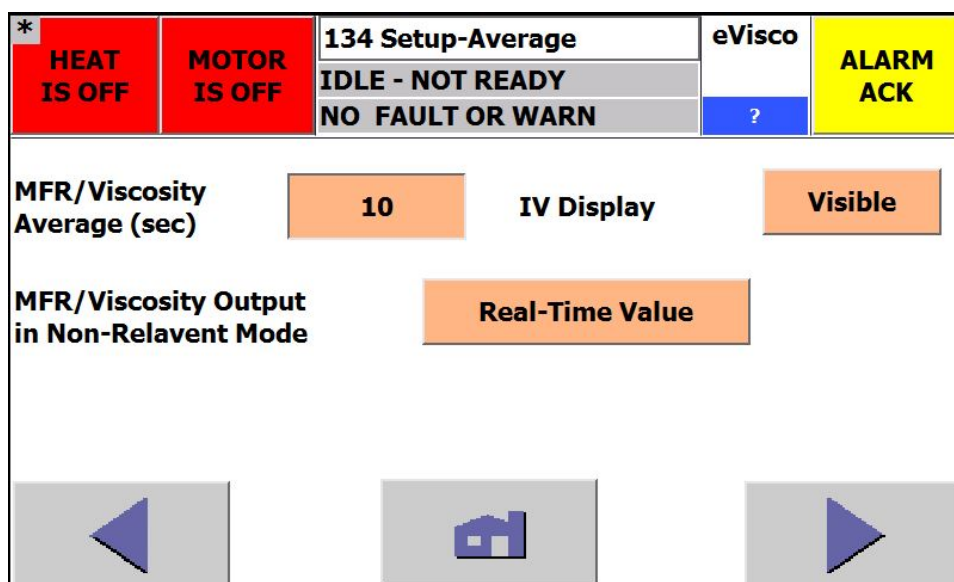 *
HEAT
IS OFF
MOTOR
IS OFF
134 Setup-Average
IDLE - NOT READY
NO FAULT OR WARN
eVisco
?
ALARM
ACK
MFR/Viscosity
Average (sec)
10
IV Display
Visible
MFR/Viscosity Output
in Non-Relavent Mode
Real-Time Value